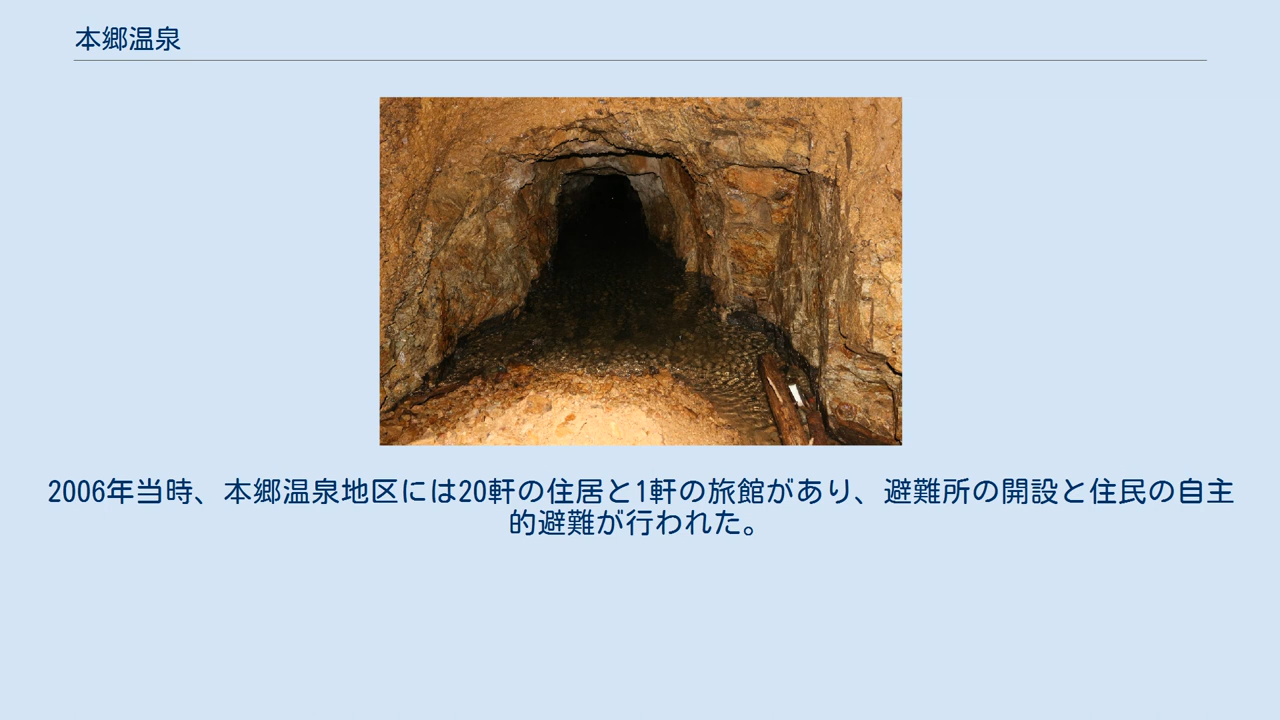 本郷温泉
2006年当時、本郷温泉地区には20軒の住居と1軒の旅館があり、避難所の開設と住民の自主
的避難が行われた。